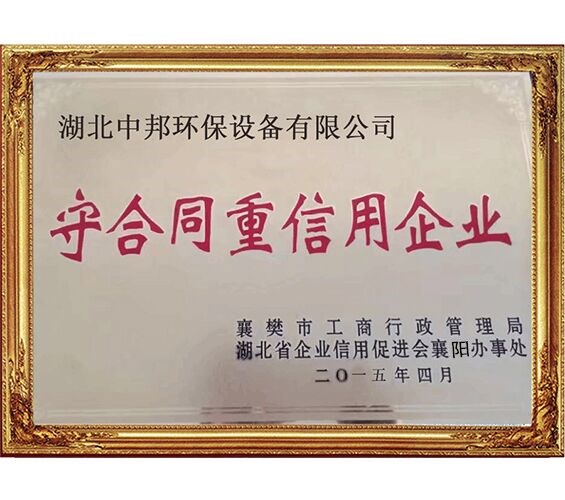 湖北中邦环保设备有限公司
守合同重信用企业
襄樊市工商行政管理局
湖北省企业信用促进会襄阳办事处
二〇一五年四月